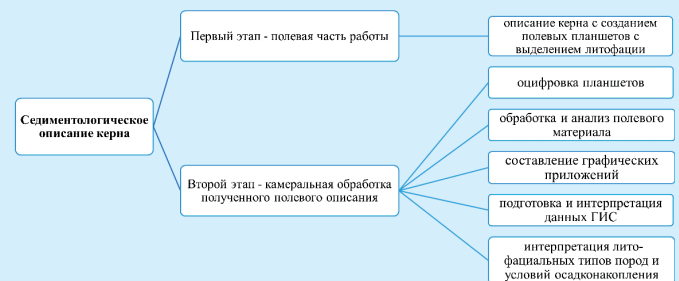 Седиментологическое
описание керна
Первый этап - полевая часть работы
описание керна с созданием
полевых планшетов с
выделением литофации
Второй этап - камеральная обработка
полученного полевого описания
оцифровка планшетов
обработка и анализ полевого
материала
составление графических
приложений
подготовка и интерпретация
данных ГИС
интерпретация лито-
фациальных типов пород и
условий осадконакопления